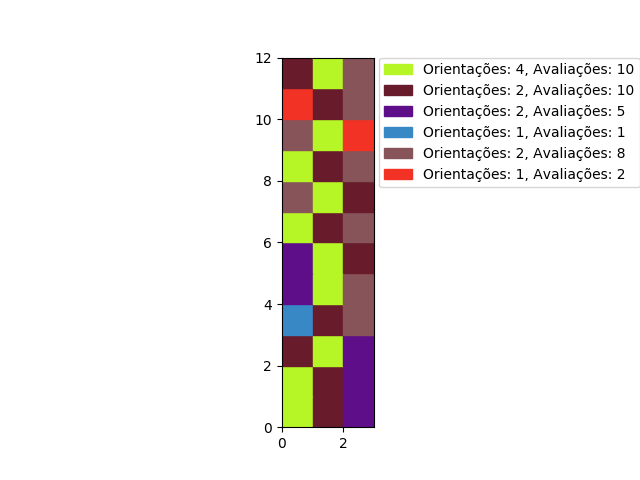 Orientações: 4, Avaliações: 10
Orientações: 2, Avaliações: 10
Orientações: 2, Avaliações: 5
Orientações: 1, Avaliações: 1
Orientações: 2, Avaliações: 8
Orientações: 1, Avaliações: 2
12
10
8
6
4
2
0
0 2